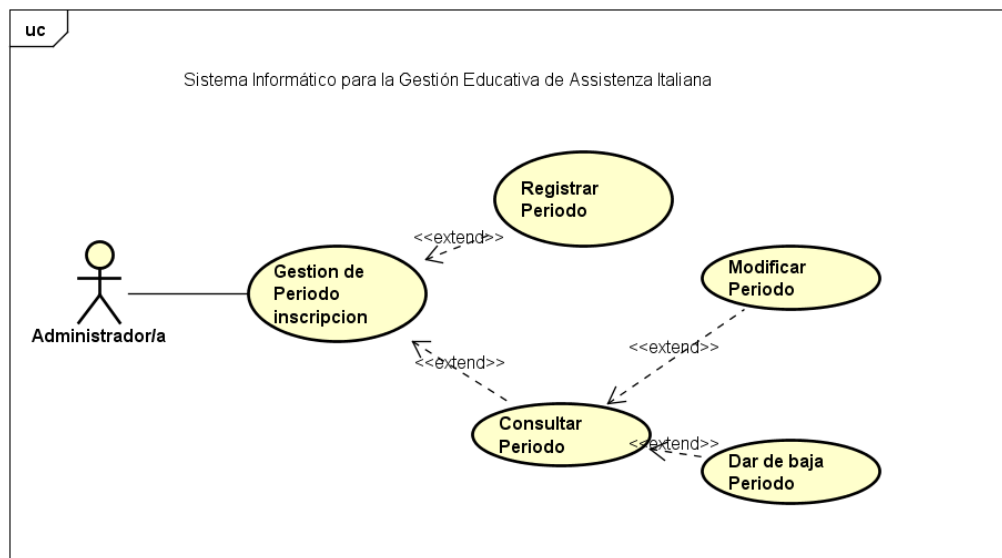 uc
Sistema Informático para la Gestión Educativa de Assistenza Italiana
Registrar
Periodo
<<extend>>
Gestion de
Periodo
inscripcion
Modificar
Periodo
Administrador/a
<<extend>>
<<extend>>
Consultar
Periodo
<<extend>>
Dar de baja
Periodo